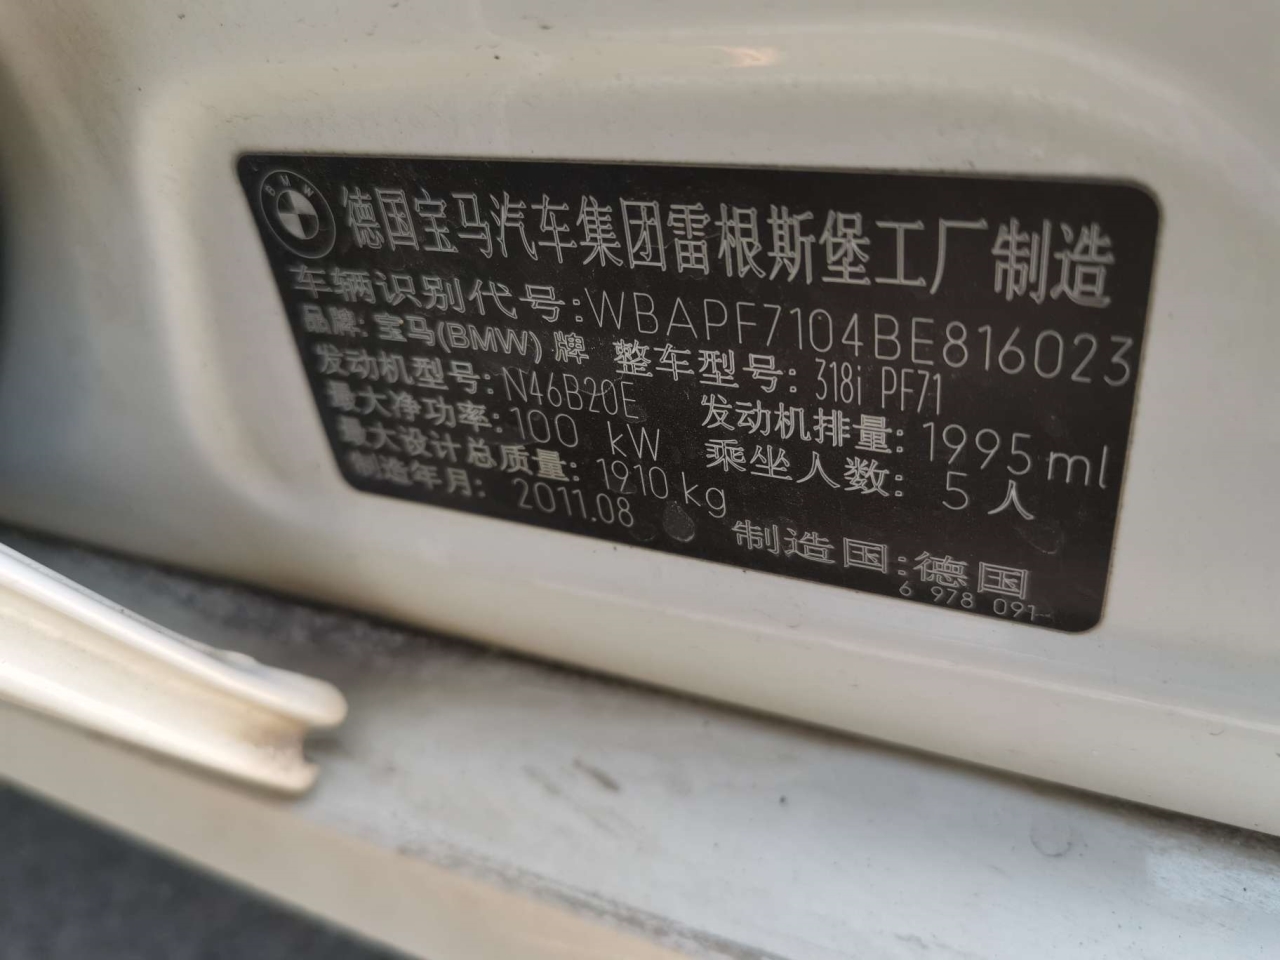 BMW
德国宝马汽车集团雷根斯堡工厂制造
车辆识别代号:WBAPF7104BE816023
品牌: 宝马(BMW) 牌 整车型号: 318i PF71
发动机型号: N46B20E 发动机排量: 1995 ml
最大净功率: 100 kW 乘坐人数: 5 人
最大设计总质量: 1910 kg
制造年月: 2011.08 制造国: 德国
6 978 091